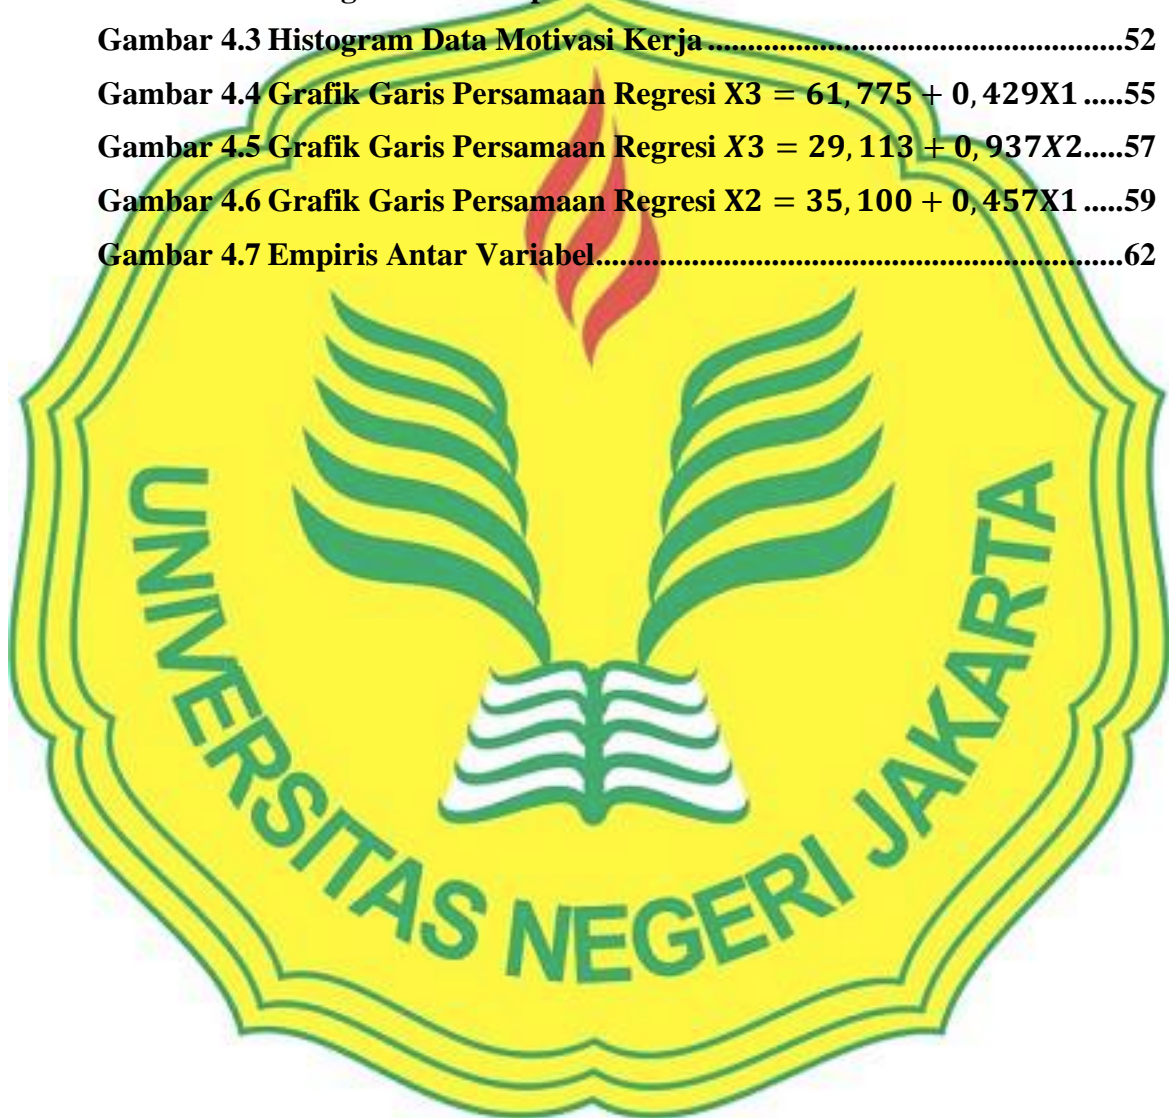 Gambar 4.3 Histogram Data Motivasi Kerja....................................................52
Gambar 4.4 Grafik Garis Persamaan Regresi X3 = 61,775 + 0,429X1.....55
Gambar 4.5 Grafik Garis Persamaan Regresi X3 = 29,113 + 0,937X2.....57
Gambar 4.6 Grafik Garis Persamaan Regresi X2 = 35,100 + 0,457X1.....59
Gambar 4.7 Empiris Antar Variabel..................................................................62
UNIVERSITAS NEGERI JAKARTA